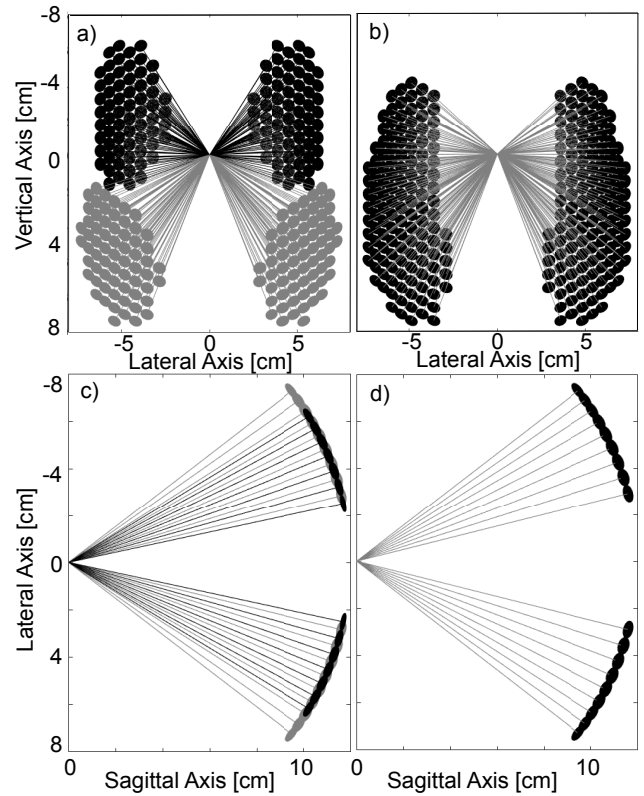 a)
b)
-8
-4
0
4
8
Vertical Axis [cm]
-5 0 5
-5 0 5
Lateral Axis [cm]
Lateral Axis [cm]
c)
d)
-8
-4
0
4
8
Lateral Axis [cm]
0 10
0 10
Sagittal Axis [cm]
Sagittal Axis [cm]